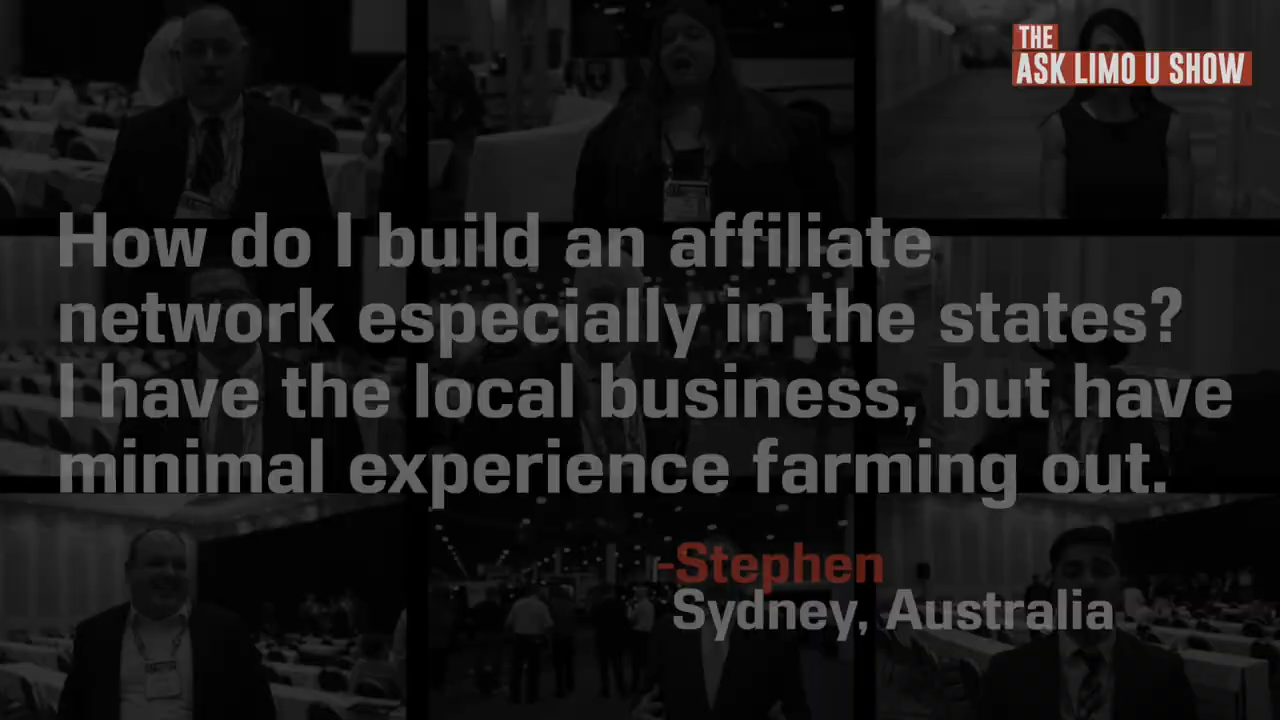 THE
ASK LIMO U SHOW
How do I build an affiliate
network especially in the states?
I have the local business, but have
minimal experience farming out.
-Stephen
Sydney, Australia